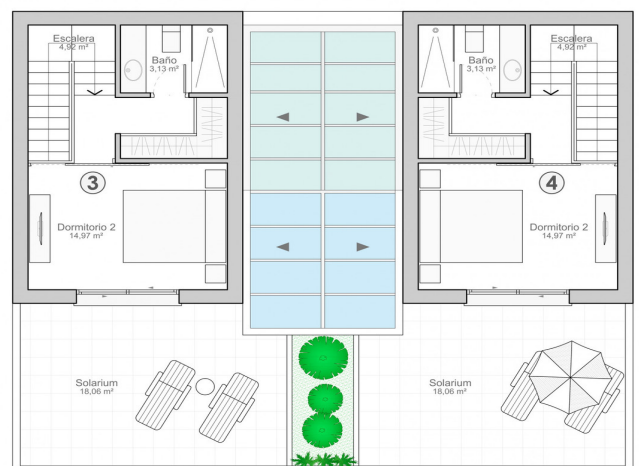 Escalera
4,92 m²
Baño
3,13 m²
3
Dormitorio 2
14,97 m²
Solarium
18,06 m²
Baño
3,13 m²
Escalera
4,92 m²
4
Dormitorio 2
14,97 m²
Solarium
18,06 m²